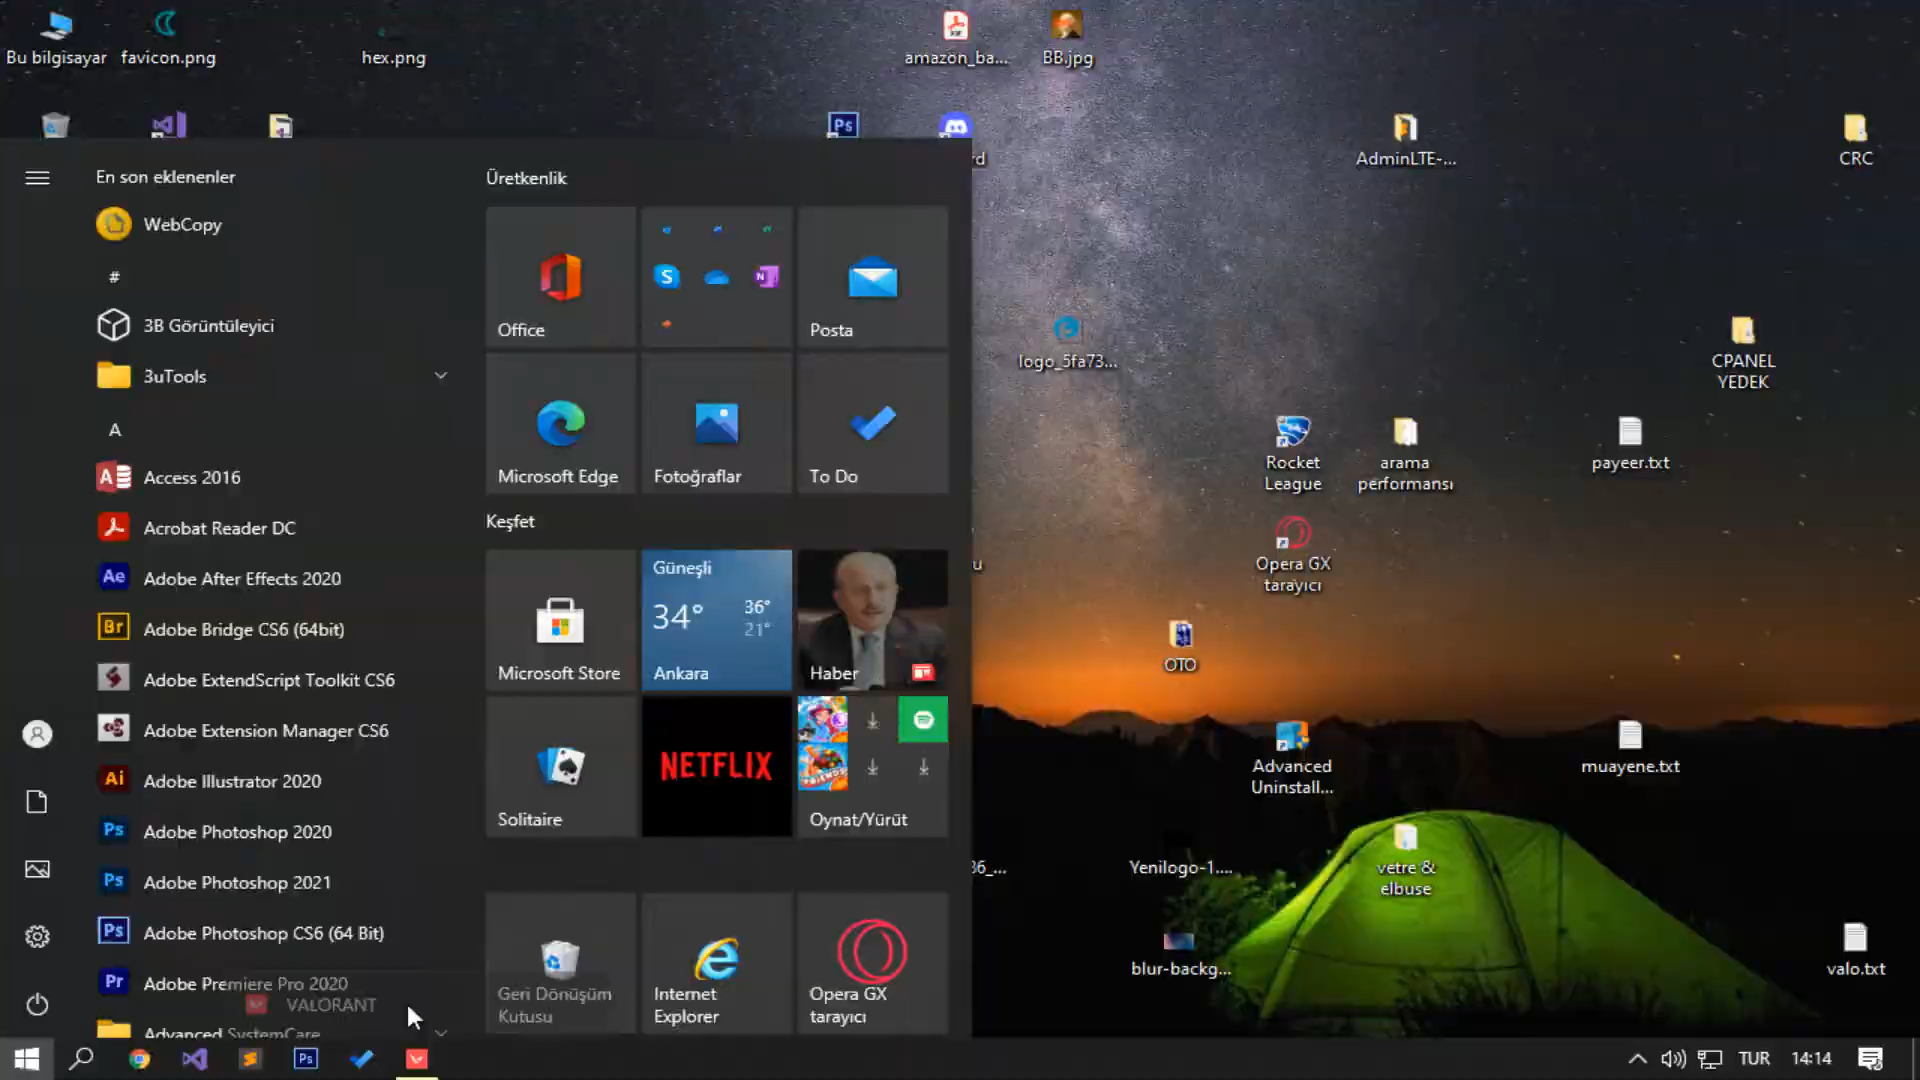 Bu bilgisayar
favicon.png
hex.png
amazon_ba...
BB.jpg
AdminLTE-...
CRC
En son eklenenler
WebCopy
#
3B Görüntüleyici
3uTools
A
Access 2016
Acrobat Reader DC
Adobe After Effects 2020
Adobe Bridge CS6 (64bit)
Adobe ExtendScript Toolkit CS6
Adobe Extension Manager CS6
Adobe Illustrator 2020
Adobe Photoshop 2020
Adobe Photoshop 2021
Adobe Photoshop CS6 (64 Bit)
Adobe Premiere Pro 2020
VALORANT
Advanced SystemCare
Üretkenlik
Office
Posta
Microsoft Edge
Fotoğraflar
To Do
Keşfet
Microsoft Store
Güneşli
34°
36°
21°
Ankara
Haber
Solitaire
NETFLIX
Oynat/Yürüt
Geri Dönüşüm
Kutusu
Internet
Explorer
Opera GX
tarayıcı
logo_5fa73...
CPANEL
YEDEK
Rocket
League
arama
performansı
payeer.txt
Opera GX
tarayıcı
OTO
Advanced
Uninstall...
muayene.txt
Yenilogo-1....
vetre &
elbuse
blur-backg...
valo.txt
TUR
14:14